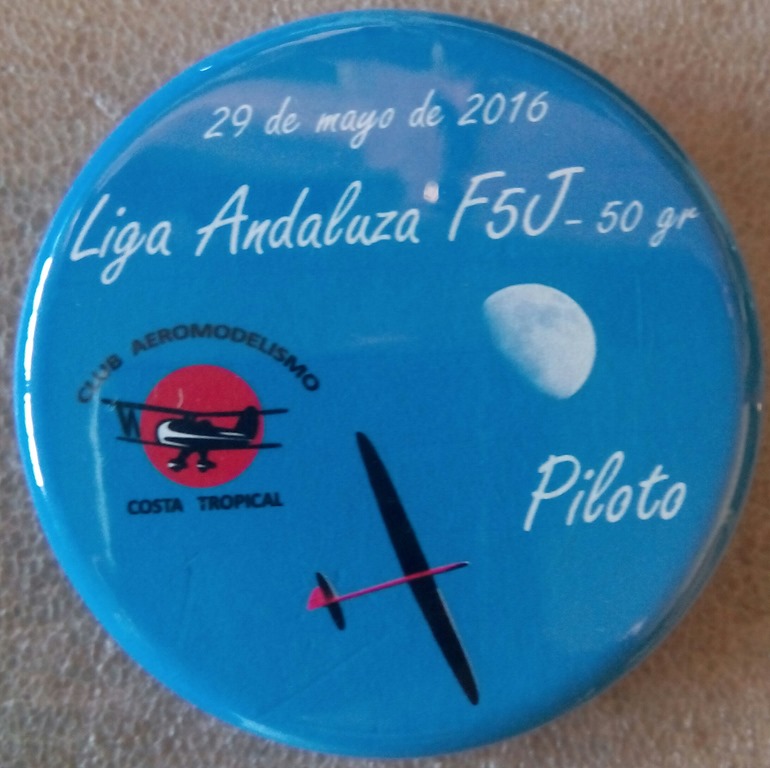 29 de mayo de 2016
Liga Andaluza F5J - 50 gr
CLUB AEROMODELISMO
COSTA TROPICAL
Piloto